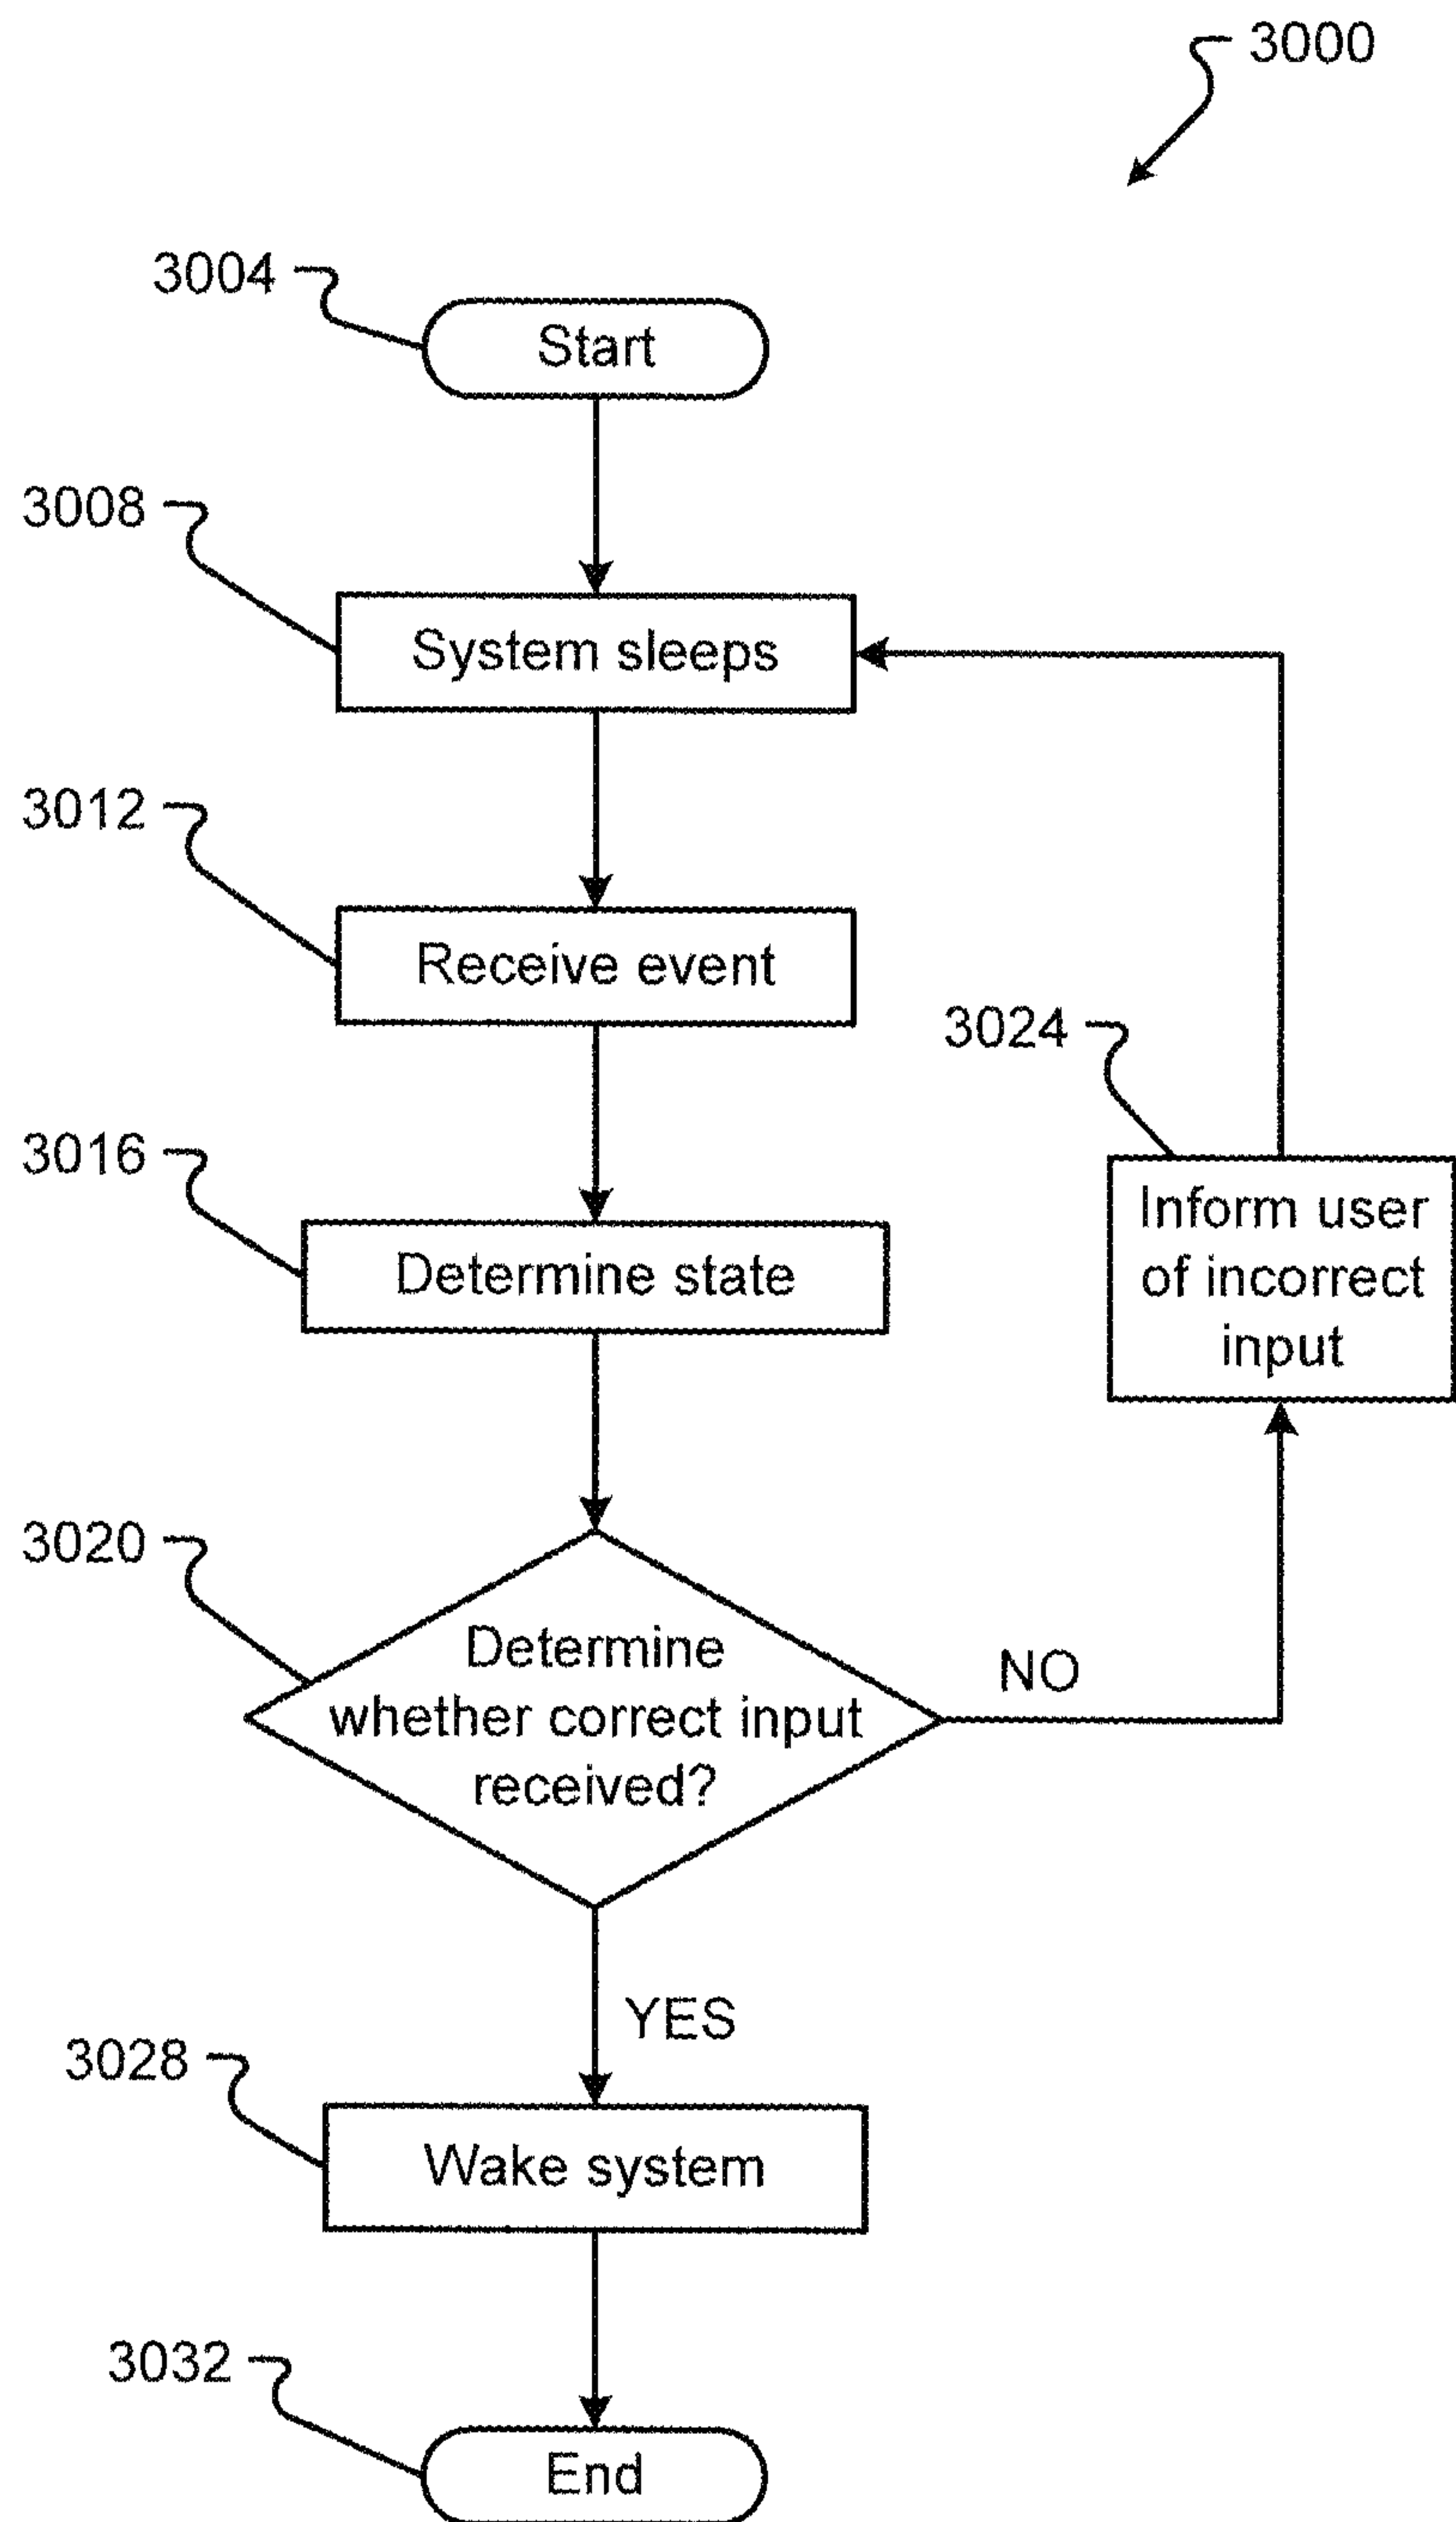 3000
3004
Start
3008
System sleeps
3012
Receive event
3024
3016
Inform user
of incorrect
input
Determine state
3020
Determine
whether correct input
received?
NO
YES
3028
Wake system
3032
End